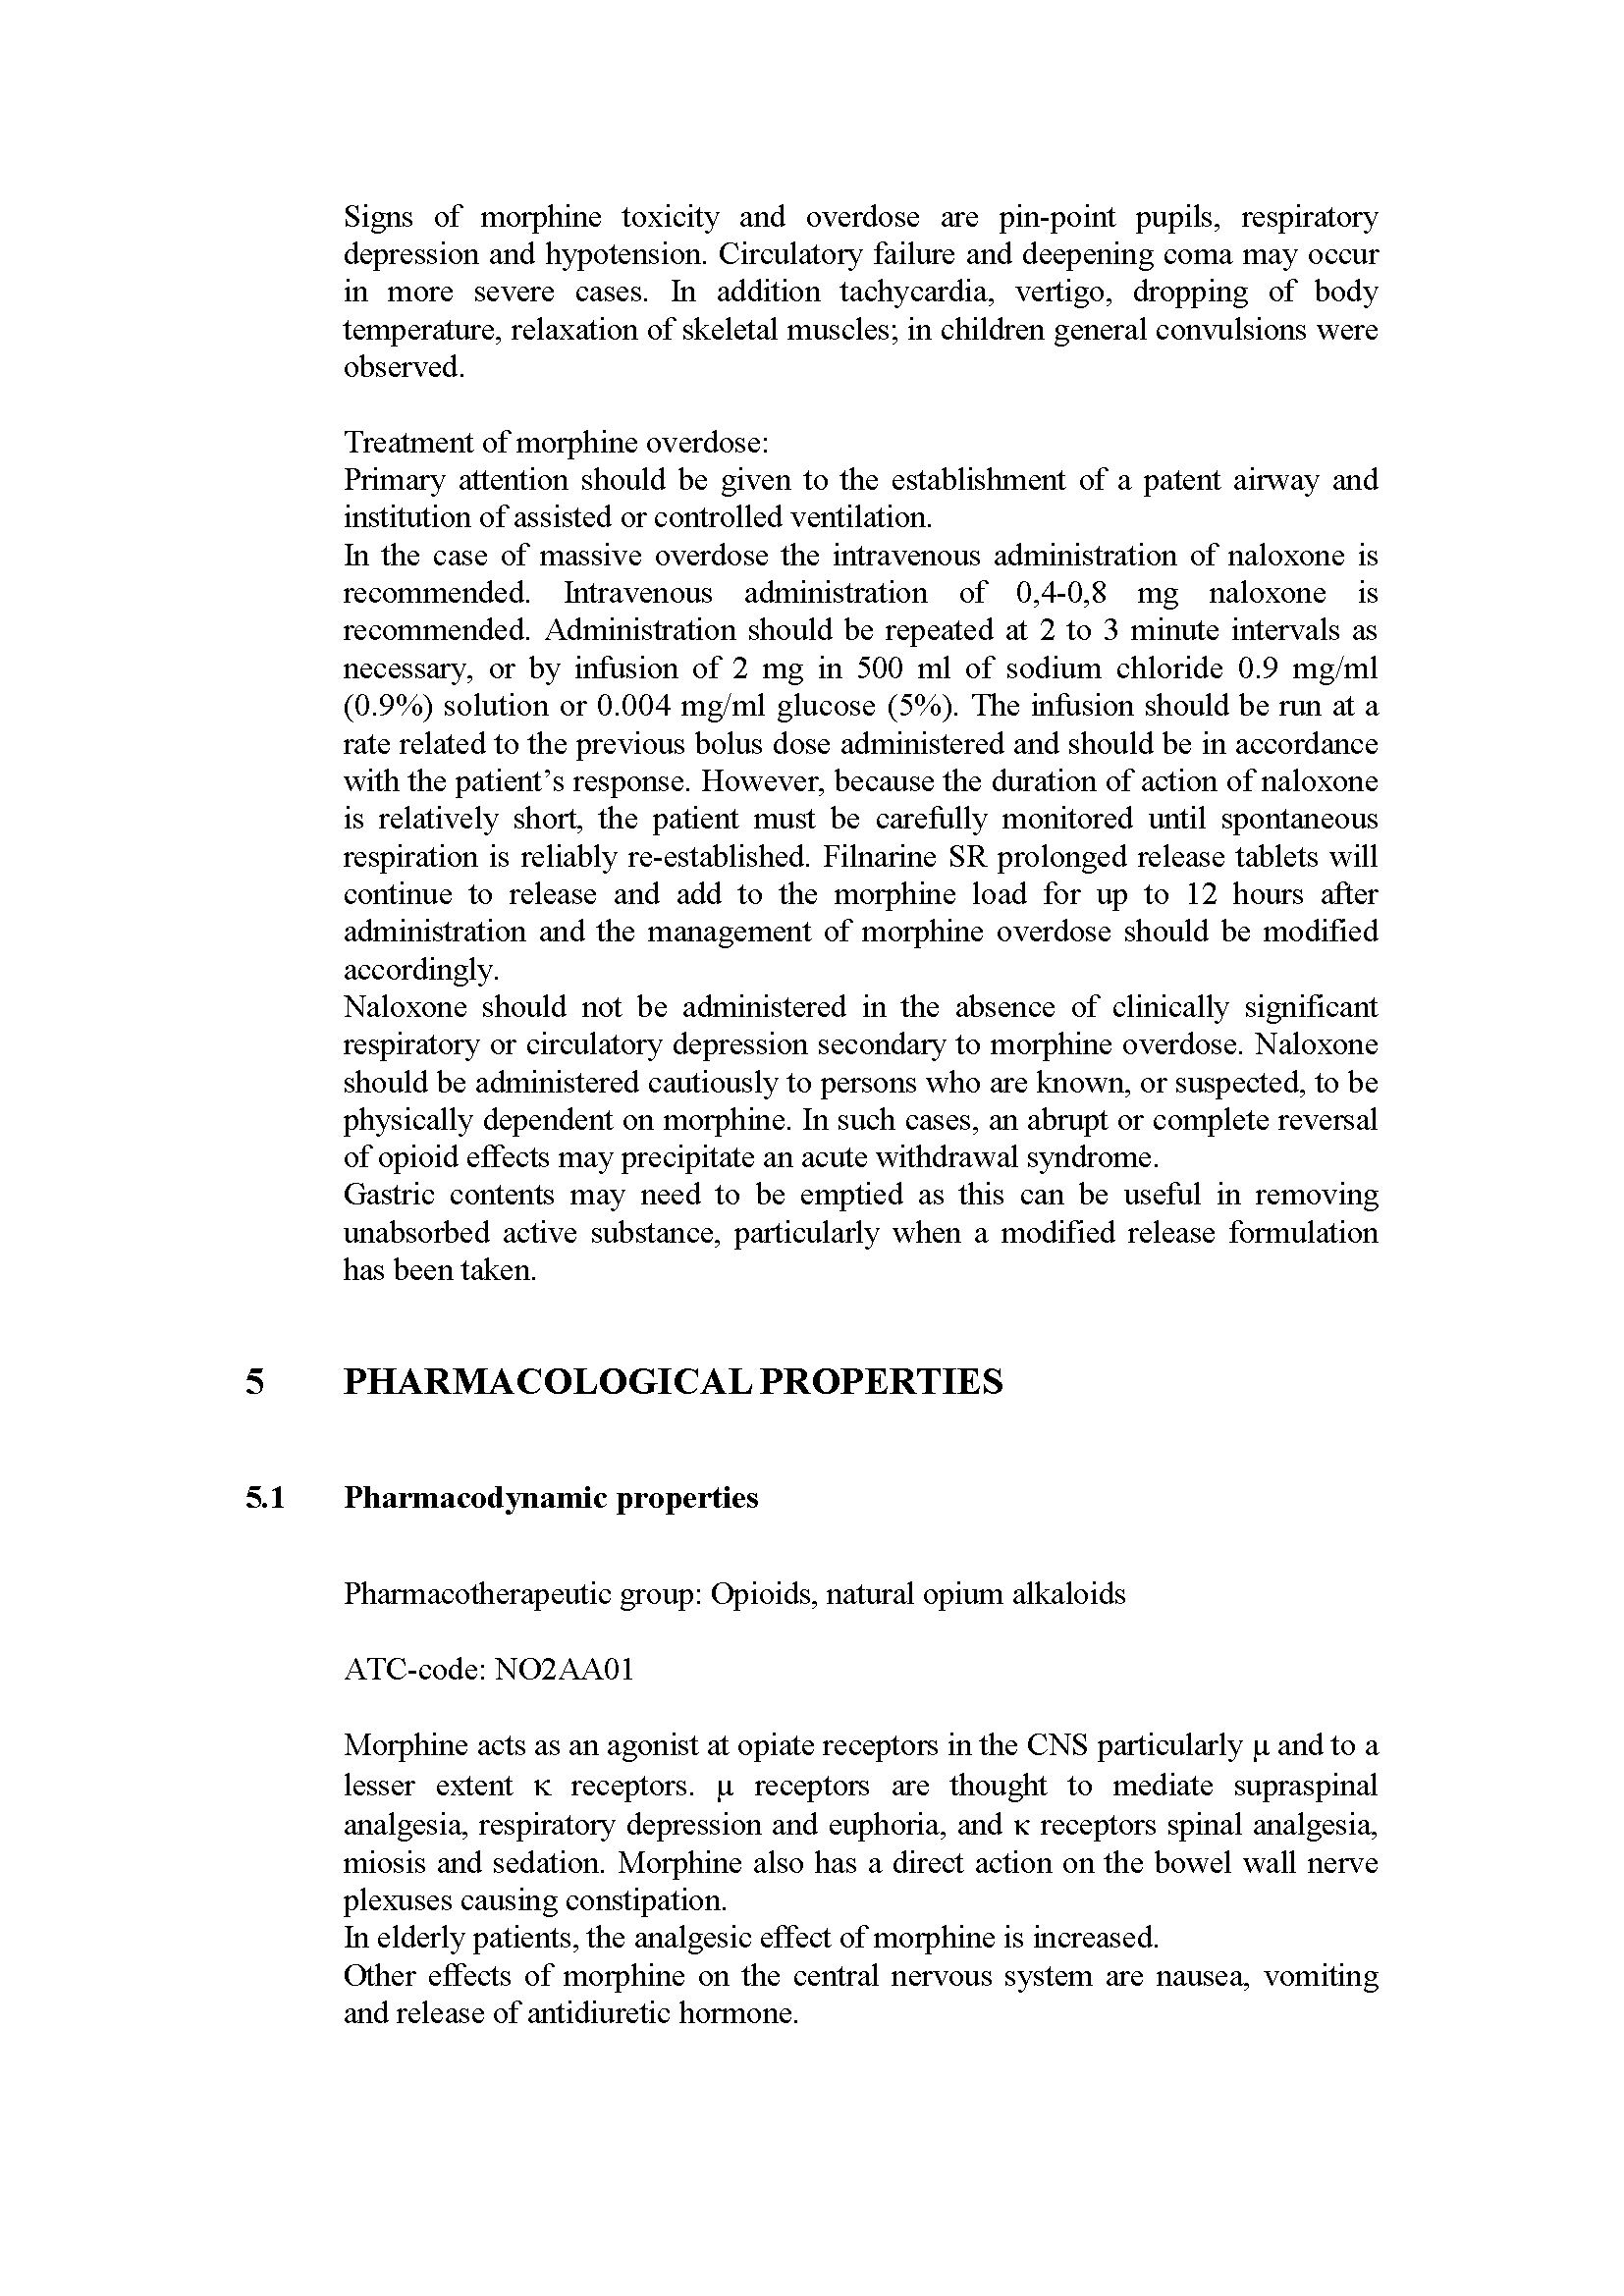 Signs of morphine toxicity and overdose are pin-point pupils, respiratory
depression and hypotension. Circulatory failure and deepening coma may occur
in more severe cases. In addition tachycardia, vertigo, dropping of body
temperature, relaxation of skeletal muscles; in children general convulsions were
observed.
Treatment of morphine overdose:
Primary attention should be given to the establishment of a patent airway and
institution of assisted or controlled ventilation.
In the case of massive overdose the intravenous administration of naloxone is
recommended. Intravenous administration of 0,4-0,8 mg naloxone is
recommended. Administration should be repeated at 2 to 3 minute intervals as
necessary, or by infusion of 2 mg in 500 ml of sodium chloride 0.9 mg/ml
(0.9%) solution or 0.004 mg/ml glucose (5%). The infusion should be run at a
rate related to the previous bolus dose administered and should be in accordance
with the patient’s response. However, because the duration of action of naloxone
is relatively short, the patient must be carefully monitored until spontaneous
respiration is reliably re-established. Filnarine SR prolonged release tablets will
continue to release and add to the morphine load for up to 12 hours after
administration and the management of morphine overdose should be modified
accordingly.
Naloxone should not be administered in the absence of clinically significant
respiratory or circulatory depression secondary to morphine overdose. Naloxone
should be administered cautiously to persons who are known, or suspected, to be
physically dependent on morphine. In such cases, an abrupt or complete reversal
of opioid effects may precipitate an acute withdrawal syndrome.
Gastric contents may need to be emptied as this can be useful in removing
unabsorbed active substance, particularly when a modified release formulation
has been taken.
5 PHARMACOLOGICAL PROPERTIES
5.1 Pharmacodynamic properties
Pharmacotherapeutic group: Opioids, natural opium alkaloids
ATC-code: NO2AA01
Morphine acts as an agonist at opiate receptors in the CNS particularly µ and to a
lesser extent κ receptors. µ receptors are thought to mediate supraspinal
analgesia, respiratory depression and euphoria, and κ receptors spinal analgesia,
miosis and sedation. Morphine also has a direct action on the bowel wall nerve
plexuses causing constipation.
In elderly patients, the analgesic effect of morphine is increased.
Other effects of morphine on the central nervous system are nausea, vomiting
and release of antidiuretic hormone.